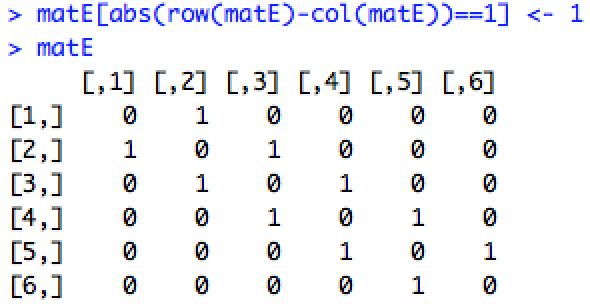 > matE[abs(row(matE)-col(matE))==1] <- 1
> matE
     [,1] [,2] [,3] [,4] [,5] [,6]
[1,]    0    1    0    0    0    0
[2,]    1    0    1    0    0    0
[3,]    0    1    0    1    0    0
[4,]    0    0    1    0    1    0
[5,]    0    0    0    1    0    1
[6,]    0    0    0    0    1    0